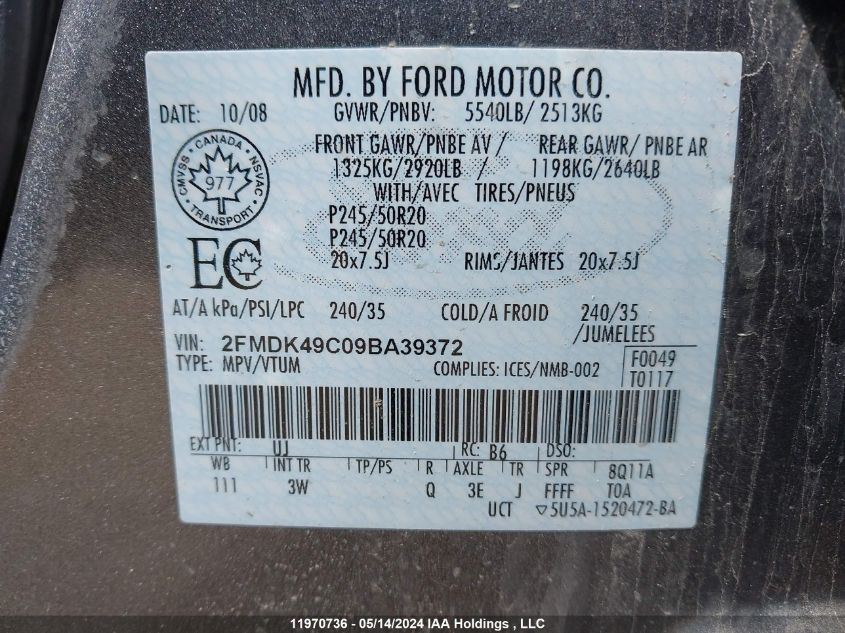 MFD. BY FORD MOTOR CO.
DATE: 10/08 GVWR/PNBV: 5540LB/ 2513KG
FRONT GAWR/PNBE AV / REAR GAWR/ PNBE AR
1325KG/2920LB / 1198KG/2640LB
WITH/AVEC TIRES/PNEUS
CANADA
CMVSS NSVAC
977
TRANSPORT
P245/50R20
P245/50R20
20x7.5J RIMS/JANTES 20x7.5J
EC
AT/A kPa/PSI/LPC 240/35 COLD/A FROID 240/35
/JUMELEES
VIN: 2FMDK49C09BA39372
TYPE: MPV/VTUM COMPLIES: ICES/NMB-002
F0049
T0117
EXT PNT: UJ RC: B6 DSO:
WB INT TR TP/PS R AXLE TR SPR 8Q11A
111 3W Q 3E J FFFF T0A
UCT ▽5U5A-1520472-BA
11970736 - 05/14/2024 IAA Holdings , LLC